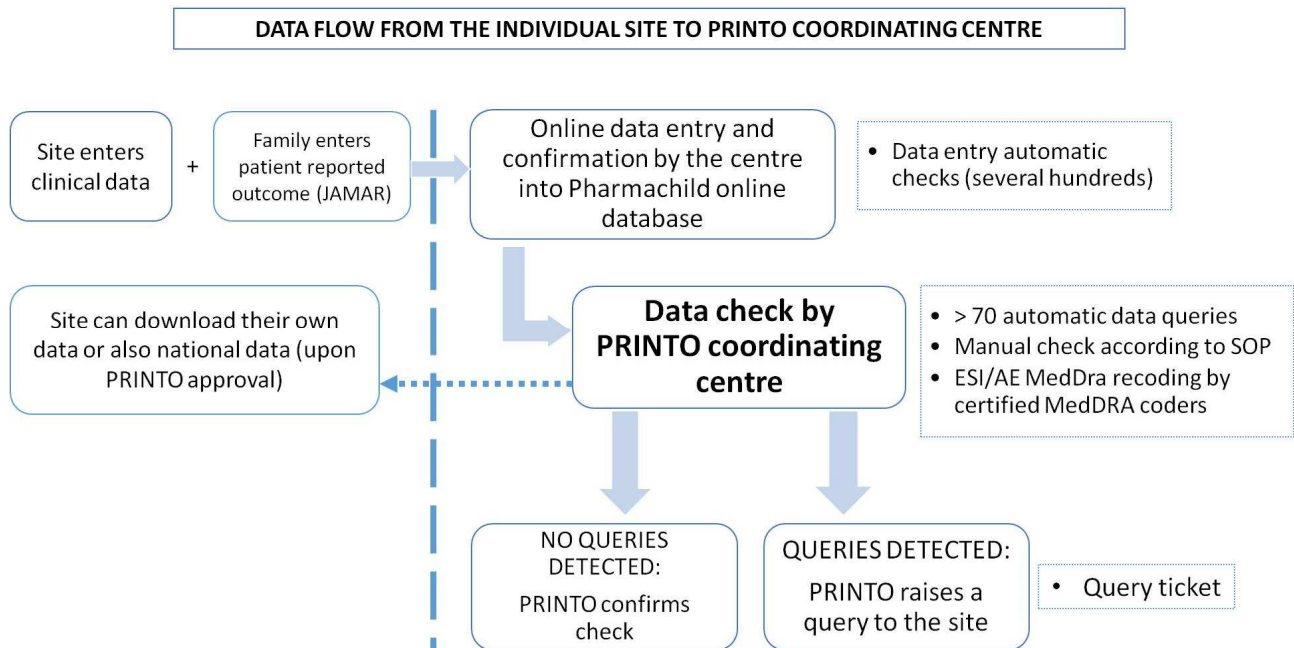 DATA FLOW FROM THE INDIVIDUAL SITE TO PRINTO COORDINATING CENTRE
Site enters
clinical data
+
Family enters
patient reported
outcome (JAMAR)
Online data entry and
confirmation by the centre
into Pharmachild online
database
• Data entry automatic
checks (several hundreds)
Site can download their own
data or also national data (upon
PRINTO approval)
Data check by
PRINTO coordinating
centre
• > 70 automatic data queries
• Manual check according to SOP
• ESI/AE MedDra recoding by
certified MedDRA coders
NO QUERIES
DETECTED:
PRINTO confirms
check
QUERIES DETECTED:
PRINTO raises a
query to the site
• Query ticket